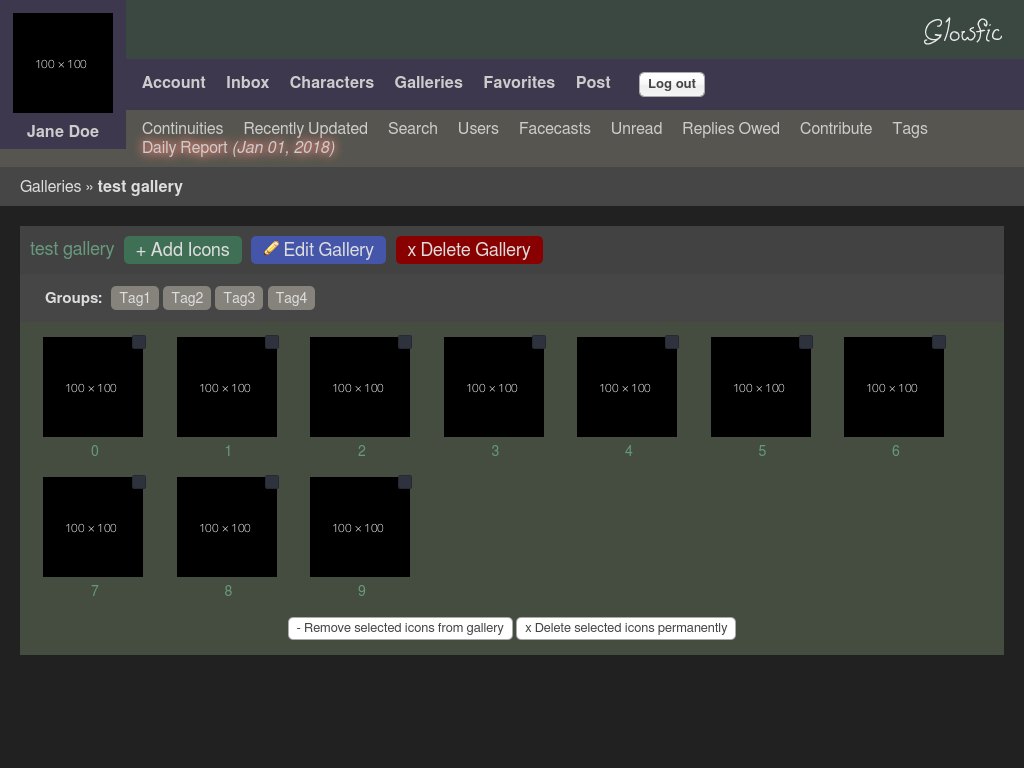 Glowfic
100 × 100
Jane Doe
Account Inbox Characters Galleries Favorites Post Log out
Continuities Recently Updated Search Users Facecasts Unread Replies Owed Contribute Tags
Daily Report (Jan 01, 2018)
Galleries » test gallery
test gallery + Add Icons Edit Gallery x Delete Gallery
Groups: Tag1 Tag2 Tag3 Tag4
100 × 100 100 × 100 100 × 100 100 × 100 100 × 100 100 × 100 100 × 100
0 1 2 3 4 5 6
100 × 100 100 × 100 100 × 100
7 8 9
- Remove selected icons from gallery x Delete selected icons permanently